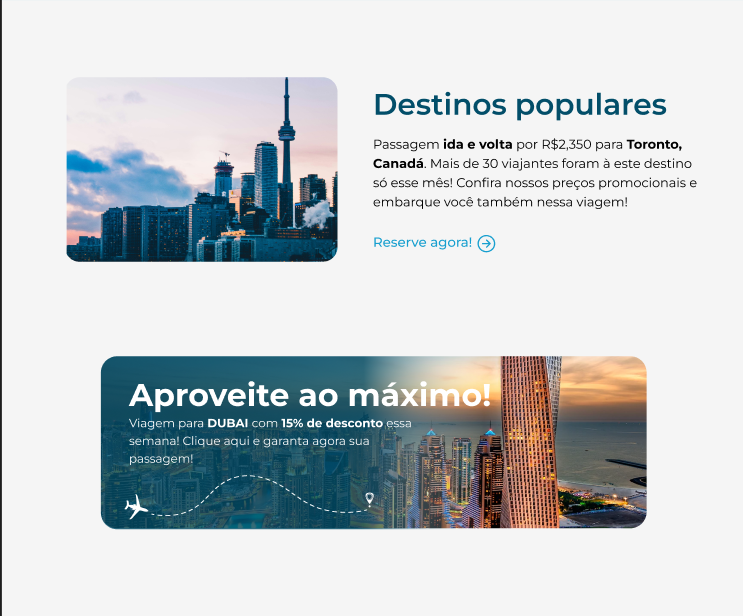 Destinos populares
Passagem ida e volta por R$2,350 para Toronto,
Canadá. Mais de 30 viajantes foram à este destino
só esse mês! Confira nossos preços promocionais e
embarque você também nessa viagem!
Reserve agora!
Aproveite ao máximo!
Viagem para DUBAI com 15% de desconto essa
semana! Clique aqui e garanta agora sua
passagem!